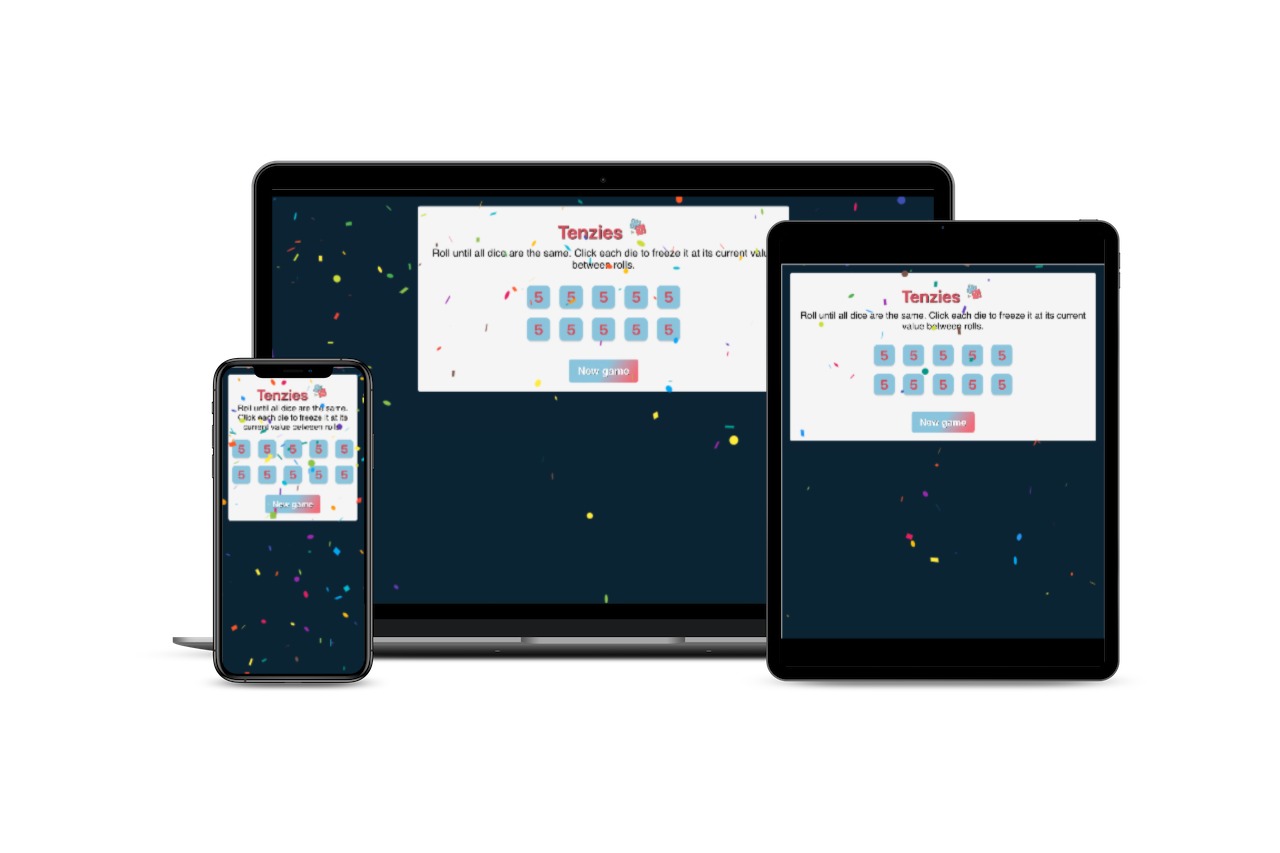 Tenzies
Roll until all dice are the same. Click each die to freeze it at its current
between rolls.
5 5 5 5 5
5 5 5 5 5
New game
Tenzies
Roll until all dice are the same. Click each die to freeze it at its current
value between rolls.
5 5 5 5 5
5 5 5 5 5
New game
Tenzies
Roll until all dice are the same.
Click each die to freeze it at its
current value between rolls.
5 5 5 5 5
5 5 5 5 5
New game